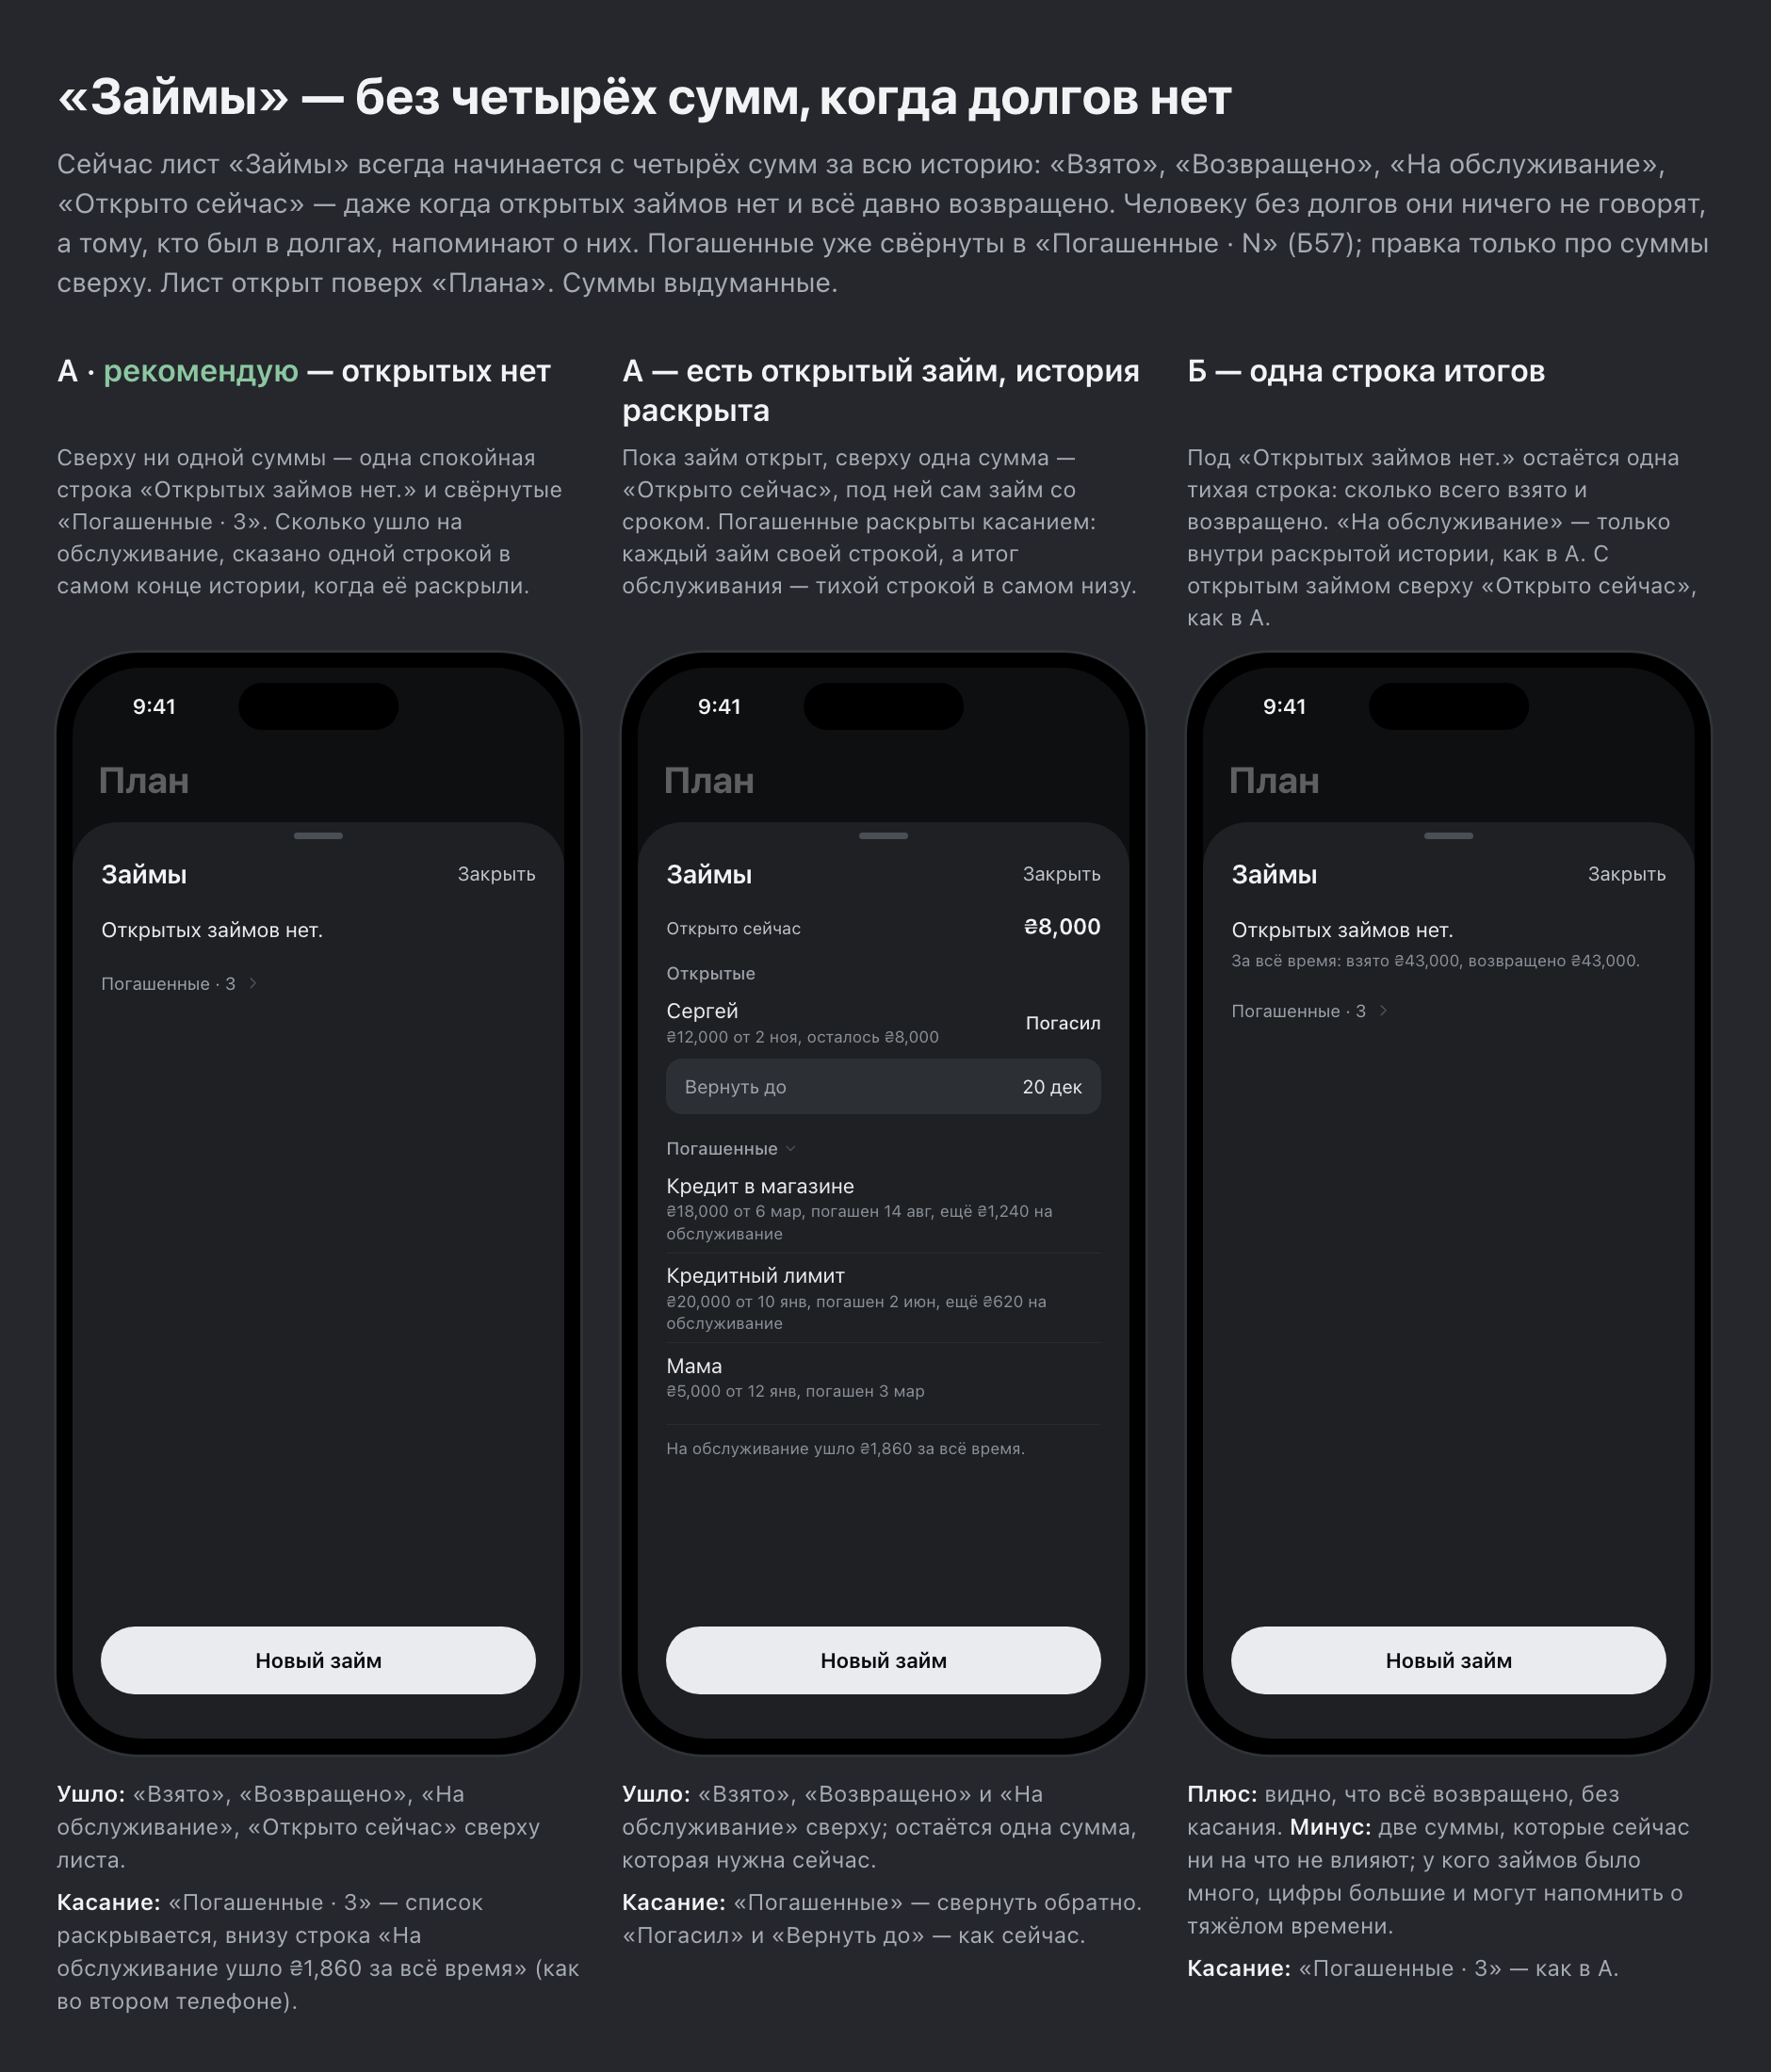 «Займы» — без четырёх сумм, когда долгов нет
Сейчас лист «Займы» всегда начинается с четырёх сумм за всю историю: «Взято», «Возвращено», «На обслуживание»,
«Открыто сейчас» — даже когда открытых займов нет и всё давно возвращено. Человеку без долгов они ничего не говорят,
а тому, кто был в долгах, напоминают о них. Погашенные уже свёрнуты в «Погашенные · N» (Б57); правка только про суммы
сверху. Лист открыт поверх «Плана». Суммы выдуманные.
А · рекомендую — открытых нет
Сверху ни одной суммы — одна спокойная
строка «Открытых займов нет.» и свёрнутые
«Погашенные · 3». Сколько ушло на
обслуживание, сказано одной строкой в
самом конце истории, когда её раскрыли.
9:41
План
Займы
Закрыть
Открытых займов нет.
Погашенные · 3
Новый займ
Ушло: «Взято», «Возвращено», «На
обслуживание», «Открыто сейчас» сверху
листа.
Касание: «Погашенные · 3» — список
раскрывается, внизу строка «На
обслуживание ушло ₴1,860 за всё время» (как
во втором телефоне).
А — есть открытый займ, история
раскрыта
Пока займ открыт, сверху одна сумма —
«Открыто сейчас», под ней сам займ со
сроком. Погашенные раскрыты касанием:
каждый займ своей строкой, а итог
обслуживания — тихой строкой в самом низу.
9:41
План
Займы
Закрыть
Открыто сейчас
₴8,000
Открытые
Сергей
₴12,000 от 2 ноя, осталось ₴8,000
Погасил
Вернуть до
20 дек
Погашенные
Кредит в магазине
₴18,000 от 6 мар, погашен 14 авг, ещё ₴1,240 на
обслуживание
Кредитный лимит
₴20,000 от 10 янв, погашен 2 июн, ещё ₴620 на
обслуживание
Мама
₴5,000 от 12 янв, погашен 3 мар
На обслуживание ушло ₴1,860 за всё время.
Новый займ
Ушло: «Взято», «Возвращено» и «На
обслуживание» сверху; остаётся одна сумма,
которая нужна сейчас.
Касание: «Погашенные» — свернуть обратно.
«Погасил» и «Вернуть до» — как сейчас.
Б — одна строка итогов
Под «Открытых займов нет.» остаётся одна
тихая строка: сколько всего взято и
возвращено. «На обслуживание» — только
внутри раскрытой истории, как в А. С
открытым займом сверху «Открыто сейчас»,
как в А.
9:41
План
Займы
Закрыть
Открытых займов нет.
За всё время: взято ₴43,000, возвращено ₴43,000.
Погашенные · 3
Новый займ
Плюс: видно, что всё возвращено, без
касания. Минус: две суммы, которые сейчас
ни на что не влияют; у кого займов было
много, цифры большие и могут напомнить о
тяжёлом времени.
Касание: «Погашенные · 3» — как в А.